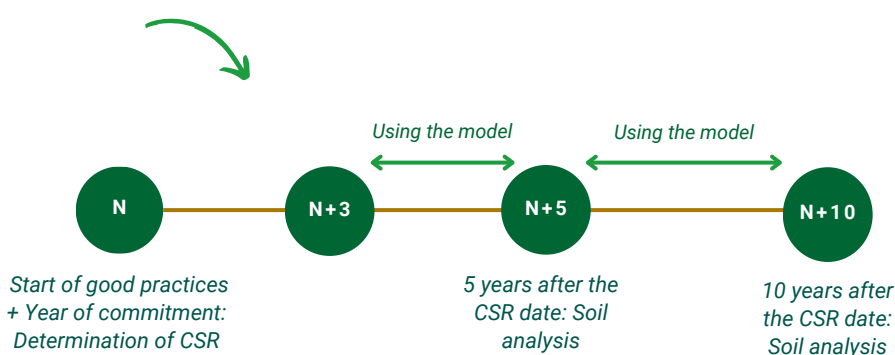 Using the model
Using the model
N
N+3
N+5
N+10
Start of good practices
+ Year of commitment:
Determination of CSR
5 years after the
CSR date: Soil
analysis
10 years after
the CSR date:
Soil analysis